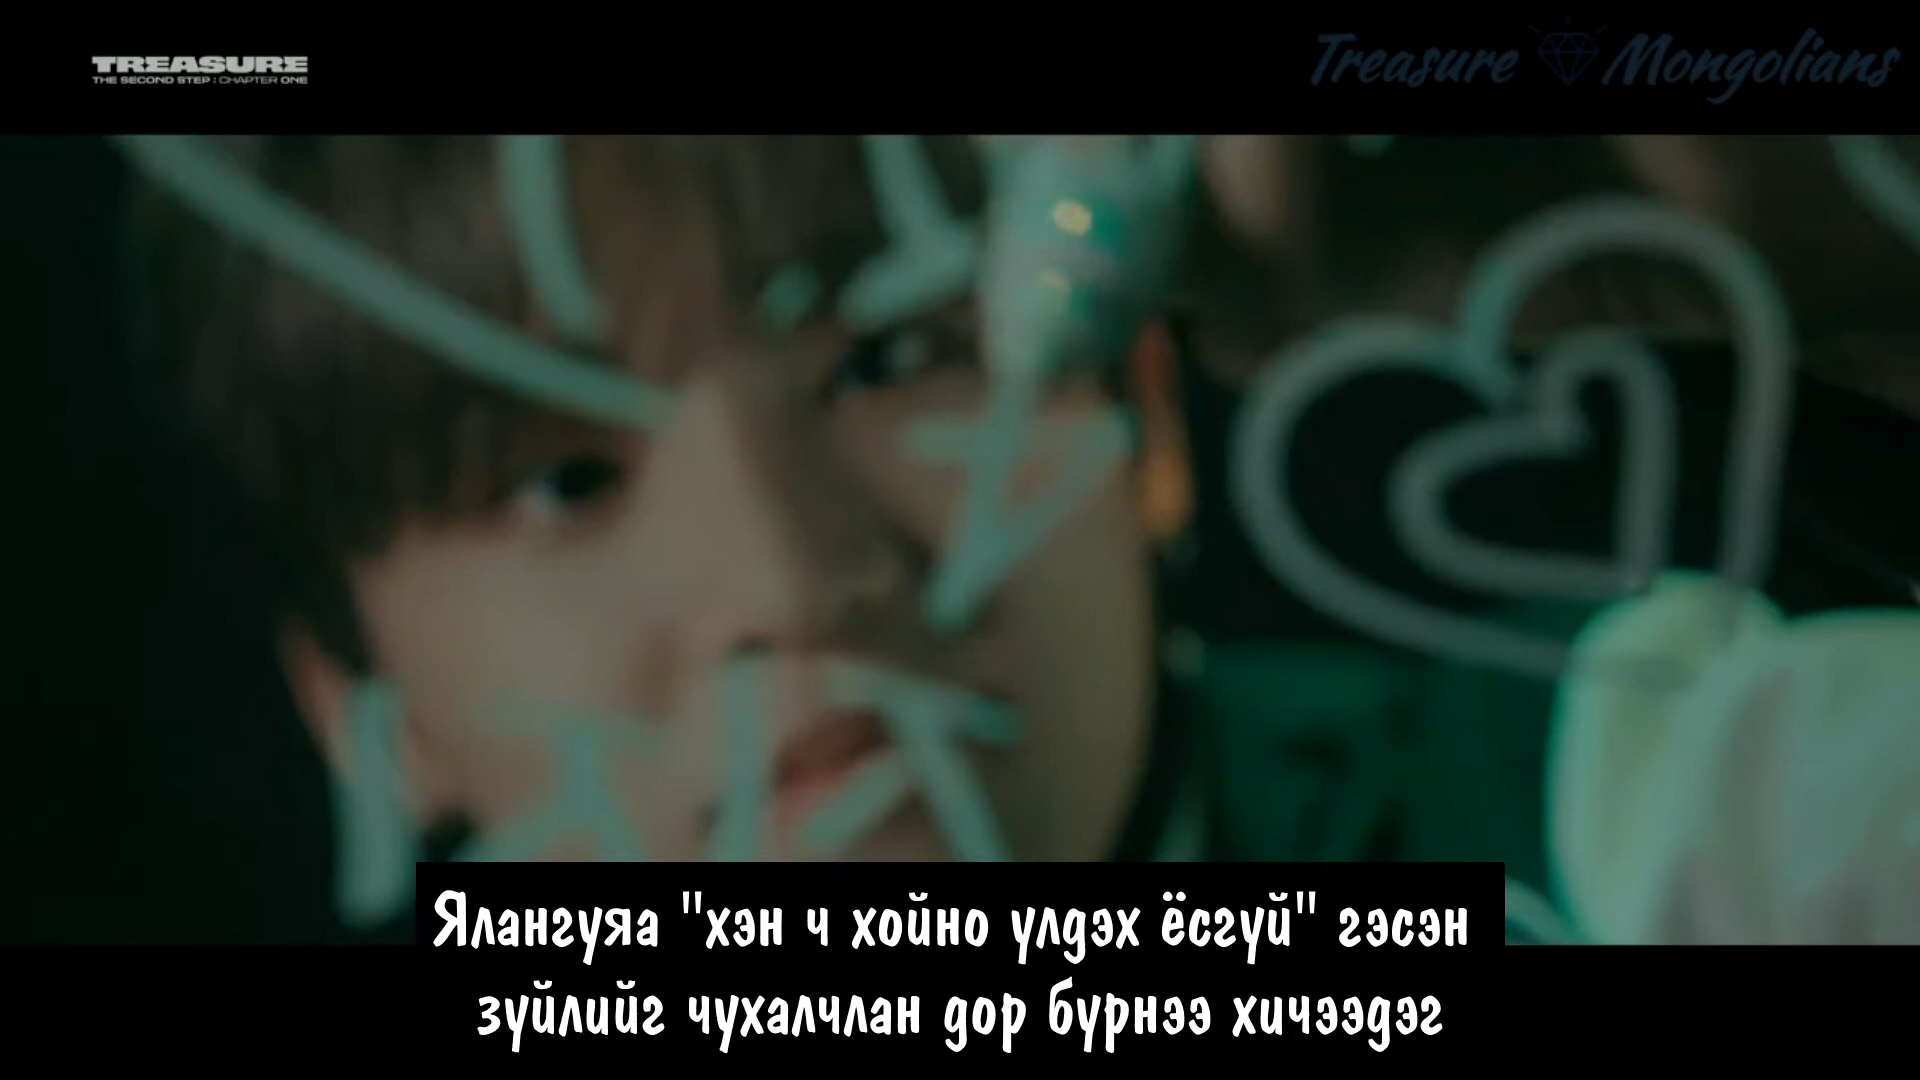 TREASURE
THE SECOND STEP : CHAPTER ONE
Treasure Mongolians
Ялангуяа "хэн ч хойно үлдэх ёсгүй" гэсэн
зүйлийг чухалчлан дор бүрнээ хичээдэг